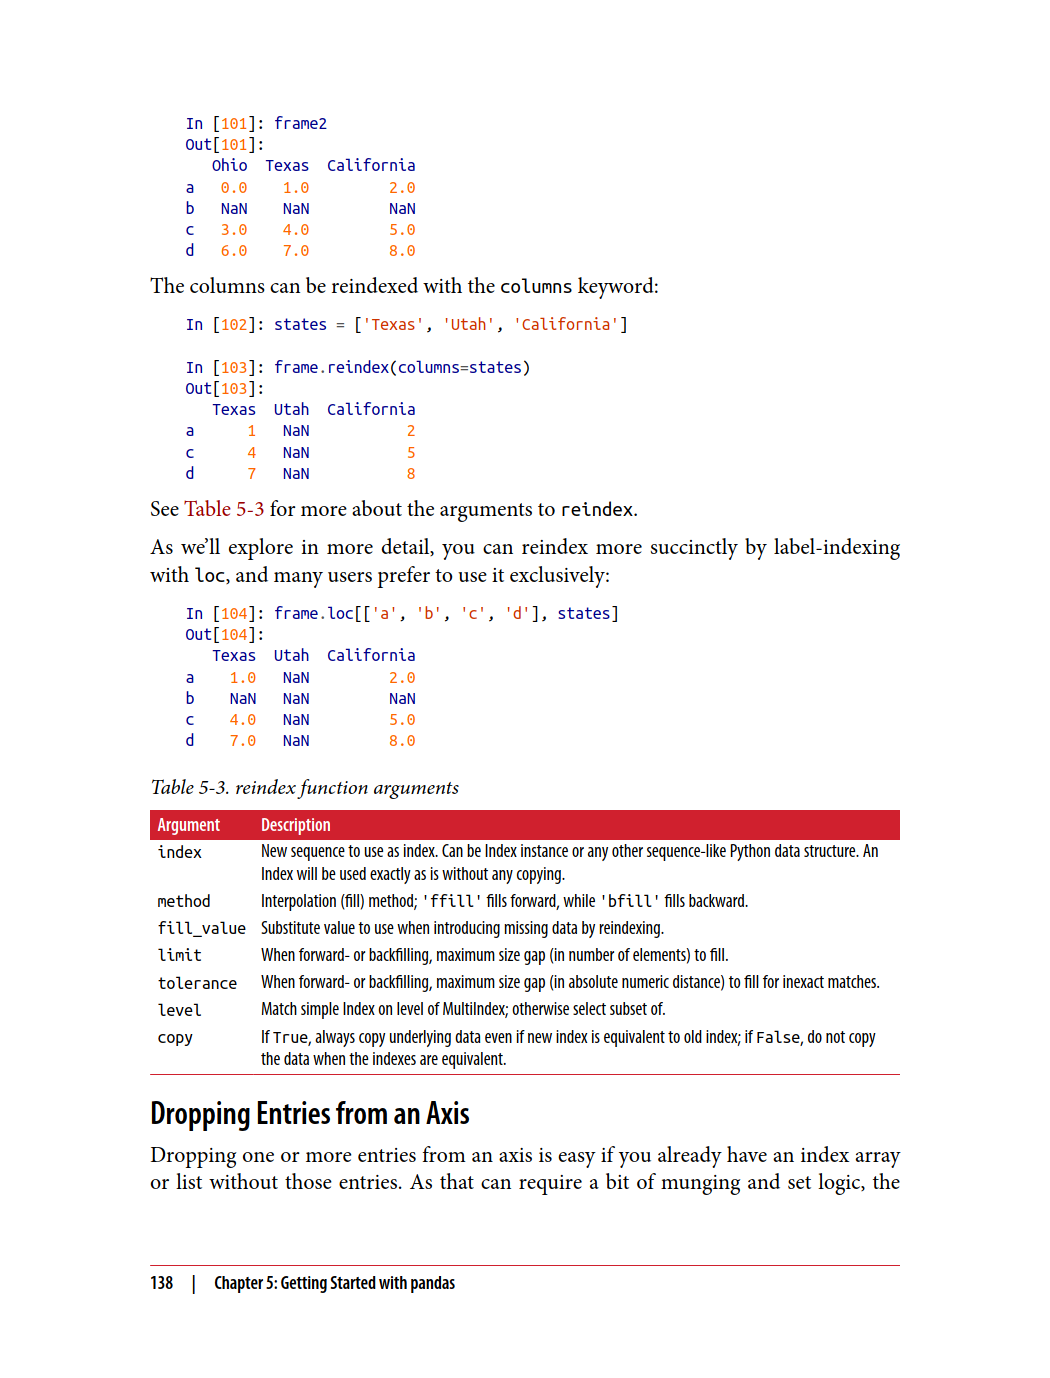 In [101]: frame2
Out[101]:
   Ohio  Texas  California
a   0.0    1.0         2.0
b   NaN    NaN         NaN
c   3.0    4.0         5.0
d   6.0    7.0         8.0
The columns can be reindexed with the columns keyword:
In [102]: states = ['Texas', 'Utah', 'California']
In [103]: frame.reindex(columns=states)
Out[103]:
   Texas  Utah  California
a      1   NaN           2
c      4   NaN           5
d      7   NaN           8
See Table 5-3 for more about the arguments to reindex.
As we’ll explore in more detail, you can reindex more succinctly by label-indexing
with loc, and many users prefer to use it exclusively:
In [104]: frame.loc[['a', 'b', 'c', 'd'], states]
Out[104]:
   Texas  Utah  California
a    1.0   NaN         2.0
b    NaN   NaN         NaN
c    4.0   NaN         5.0
d    7.0   NaN         8.0
Table 5-3. reindex function arguments
Argument Description
index New sequence to use as index. Can be Index instance or any other sequence-like Python data structure. An
Index will be used exactly as is without any copying.
method Interpolation (fill) method; 'ffill' fills forward, while 'bfill' fills backward.
fill_value Substitute value to use when introducing missing data by reindexing.
limit When forward- or backfilling, maximum size gap (in number of elements) to fill.
tolerance When forward- or backfilling, maximum size gap (in absolute numeric distance) to fill for inexact matches.
level Match simple Index on level of MultiIndex; otherwise select subset of.
copy If True, always copy underlying data even if new index is equivalent to old index; if False, do not copy
the data when the indexes are equivalent.
Dropping Entries from an Axis
Dropping one or more entries from an axis is easy if you already have an index array
or list without those entries. As that can require a bit of munging and set logic, the
138 | Chapter 5: Getting Started with pandas